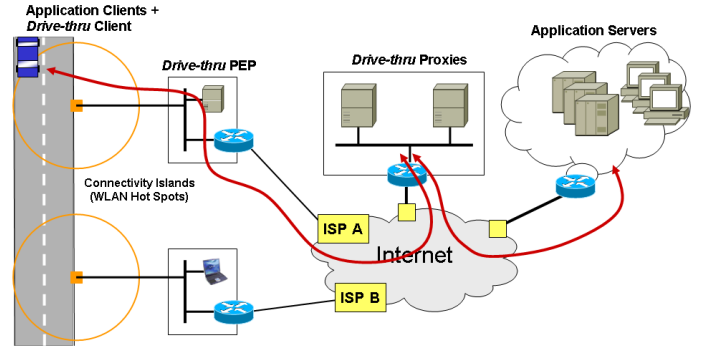 Application Clients +
Drive-thru Client
Drive-thru PEP
Drive-thru Proxies
Application Servers
Connectivity Islands
(WLAN Hot Spots)
ISP A
Internet
ISP B